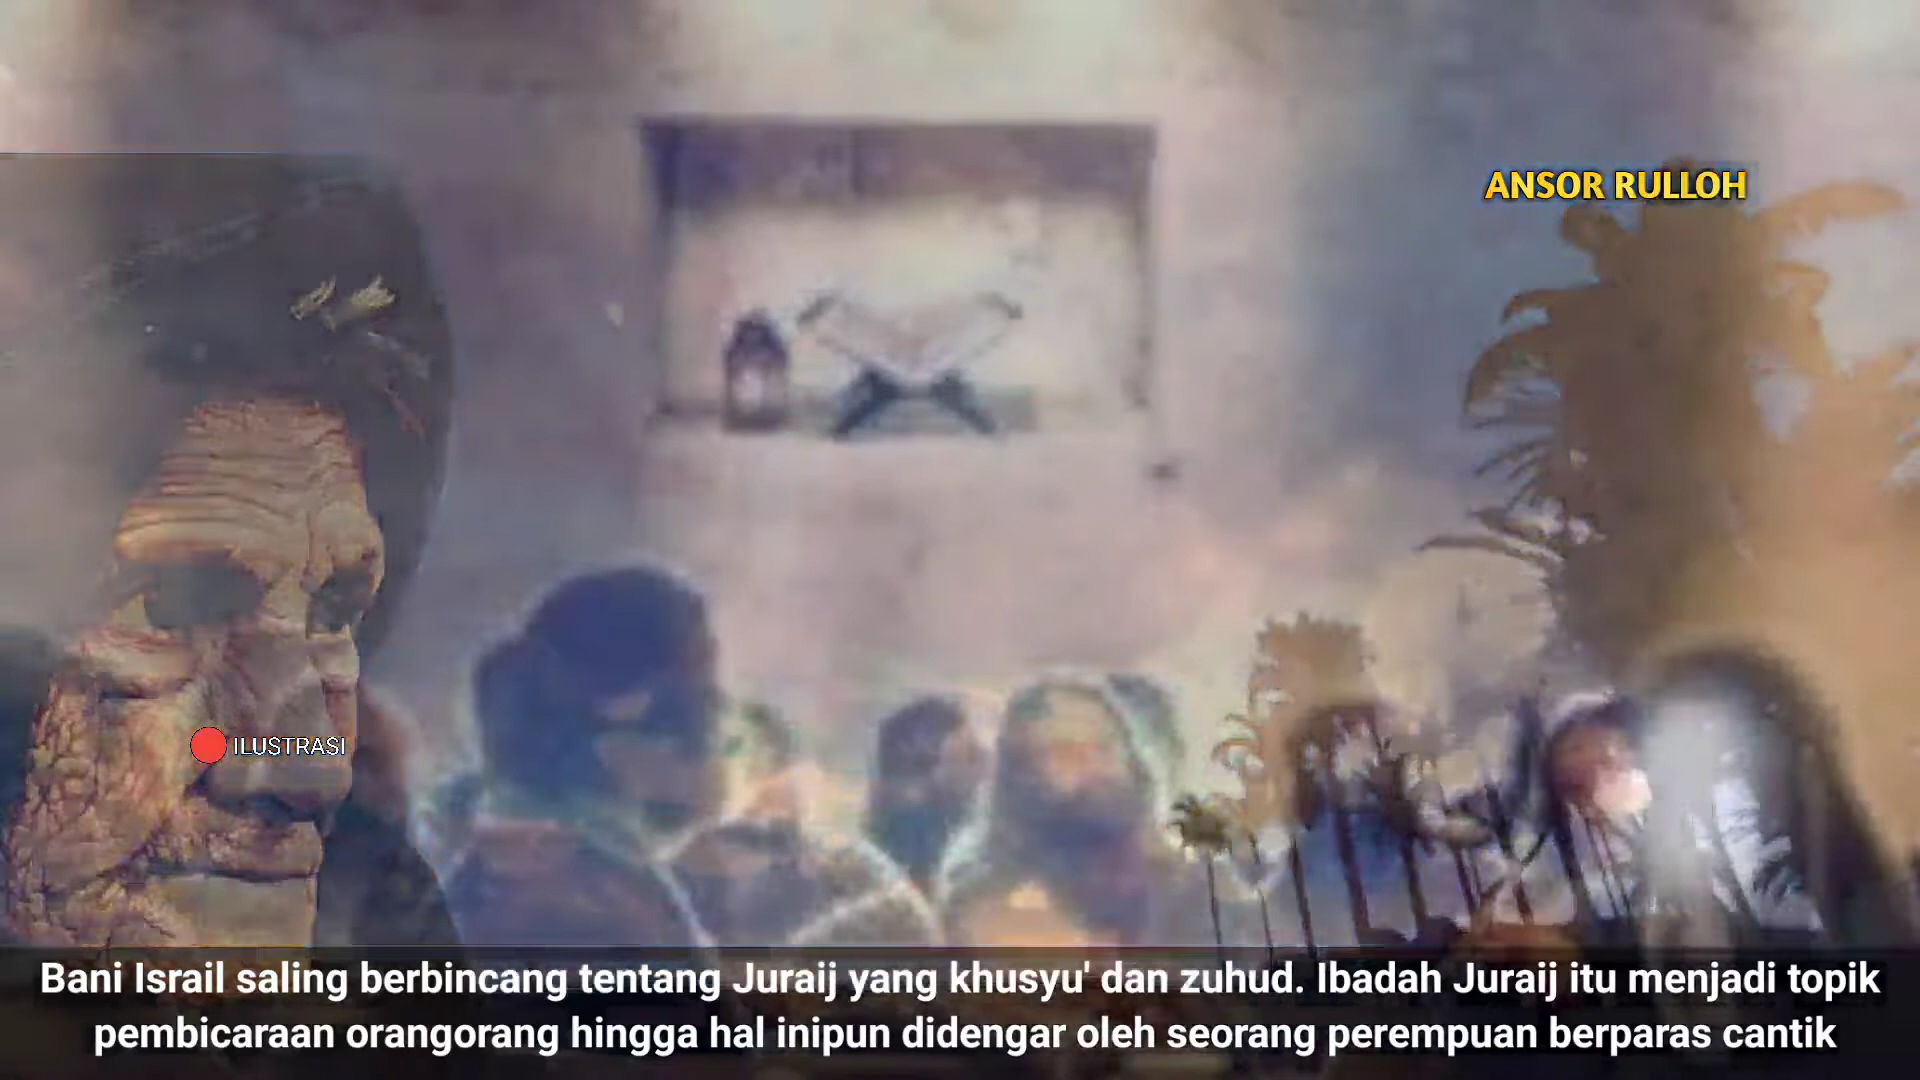 ANSOR RULLOH
ILUSTRASI
Bani Israil saling berbincang tentang Juraij yang khusyu' dan zuhud. Ibadah Juraij itu menjadi topik
pembicaraan orangorang hingga hal inipun didengar oleh seorang perempuan berparas cantik